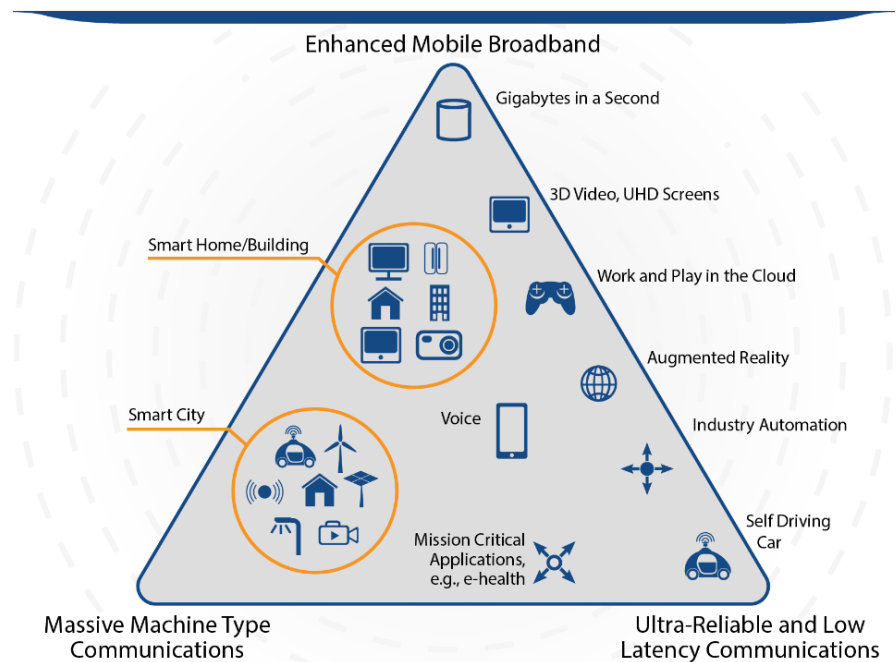 Enhanced Mobile Broadband
Gigabytes in a Second
3D Video, UHD Screens
Smart Home/Building
Work and Play in the Cloud
Augmented Reality
Smart City
Voice
Industry Automation
Self Driving
Car
Mission Critical
Applications,
e.g., e-health
Massive Machine Type
Communications
Ultra-Reliable and Low
Latency Communications